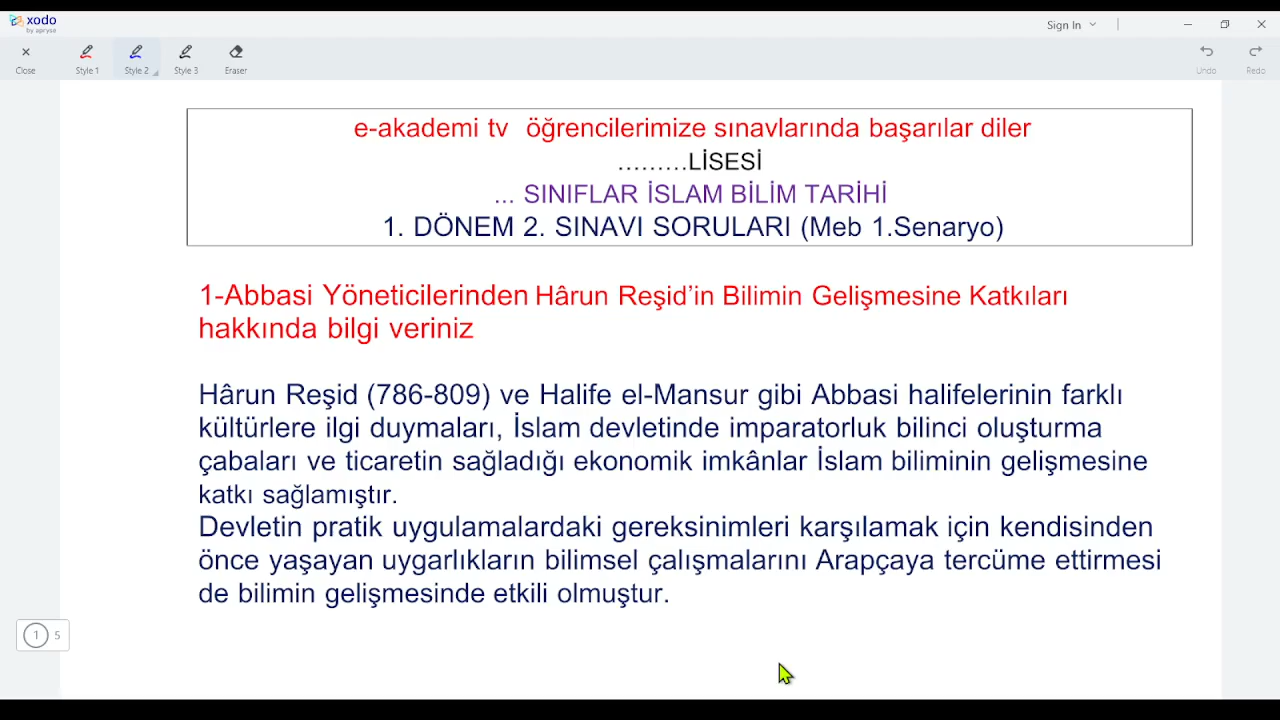 xodo
by apryse
Sign In
Close
Style 1
Style 2
Style 3
Eraser
Undo
Redo
e-akademi tv öğrencilerimize sınavlarında başarılar diler
………LİSESİ
... SINIFLAR İSLAM BİLİM TARİHİ
1. DÖNEM 2. SINAVI SORULARI (Meb 1.Senaryo)
1-Abbasi Yöneticilerinden Hârun Reşid’in Bilimin Gelişmesine Katkıları
hakkında bilgi veriniz
Hârun Reşid (786-809) ve Halife el-Mansur gibi Abbasi halifelerinin farklı
kültürlere ilgi duymaları, İslam devletinde imparatorluk bilinci oluşturma
çabaları ve ticaretin sağladığı ekonomik imkânlar İslam biliminin gelişmesine
katkı sağlamıştır.
Devletin pratik uygulamalardaki gereksinimleri karşılamak için kendisinden
önce yaşayan uygarlıkların bilimsel çalışmalarını Arapçaya tercüme ettirmesi
de bilimin gelişmesinde etkili olmuştur.
1 5